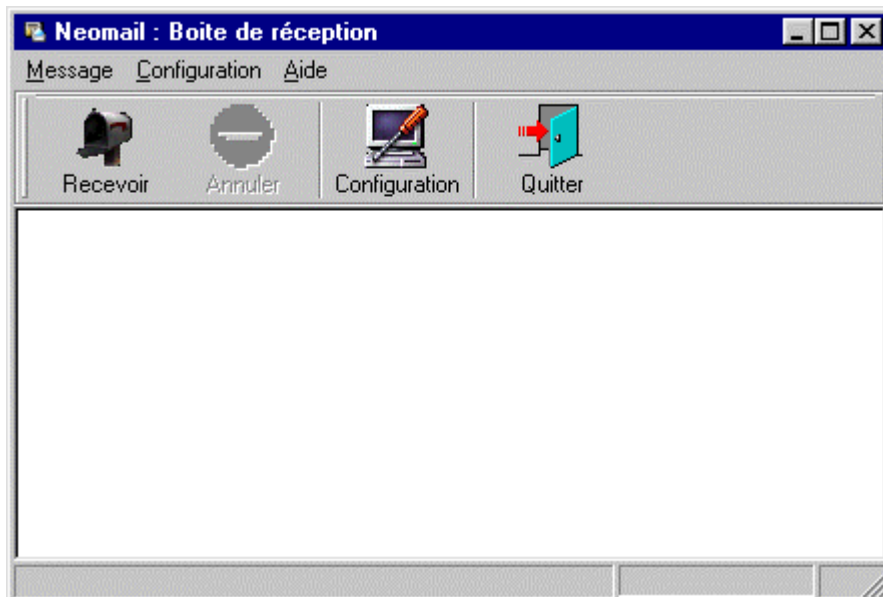 Neomail : Boite de réception
Message Configuration Aide
Recevoir Annuler Configuration Quitter